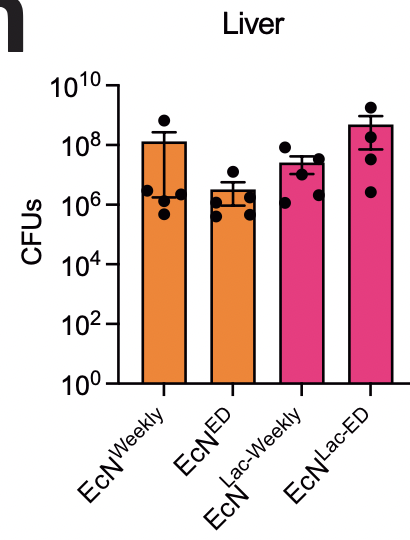 n
Liver
CFUs
10^10
10^8
10^6
10^4
10^2
10^0
EcN^Weekly
EcN^ED
EcN^Lac-Weekly
EcN^Lac-ED